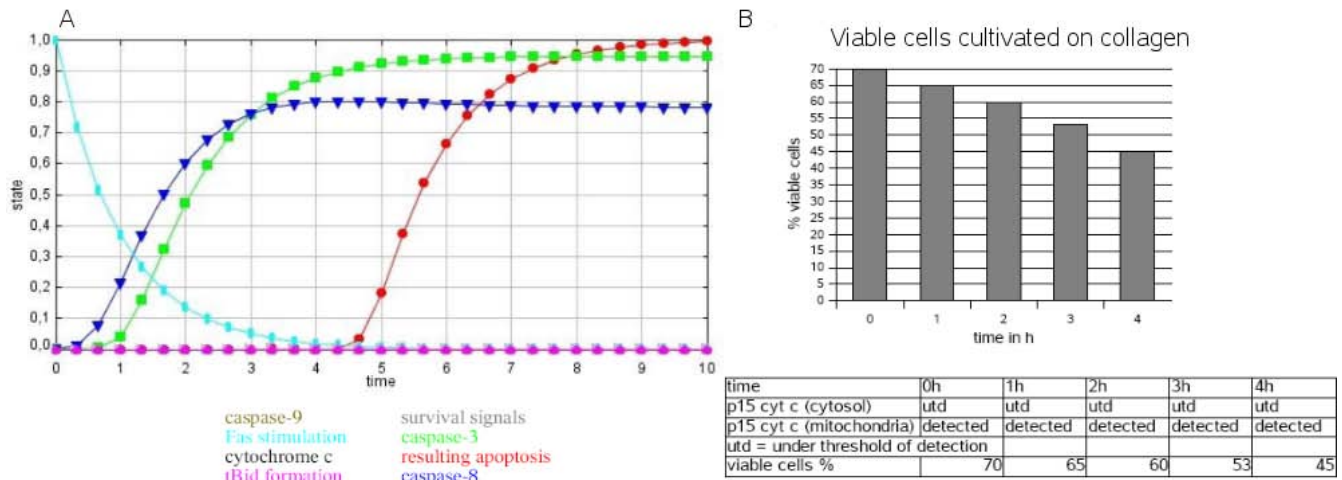 A
1,0
0,9
0,8
0,7
0,6
0,5
0,4
0,3
0,2
0,1
0,0
state
0 1 2 3 4 5 6 7 8 9 10
time
caspase-9 survival signals
Fas stimulation caspase-3
cytochrome c resulting apoptosis
tBid formation caspase-8
B
Viable cells cultivated on collagen
70
65
60
55
50
45
40
35
30
25
20
15
10
5
0
% viable cells
0 1 2 3 4
time in h
time 0h 1h 2h 3h 4h
p15 cyt c (cytosol) utd utd utd utd utd
p15 cyt c (mitochondria) detected detected detected detected detected
utd = under threshold of detection
viable cells % 70 65 60 53 45